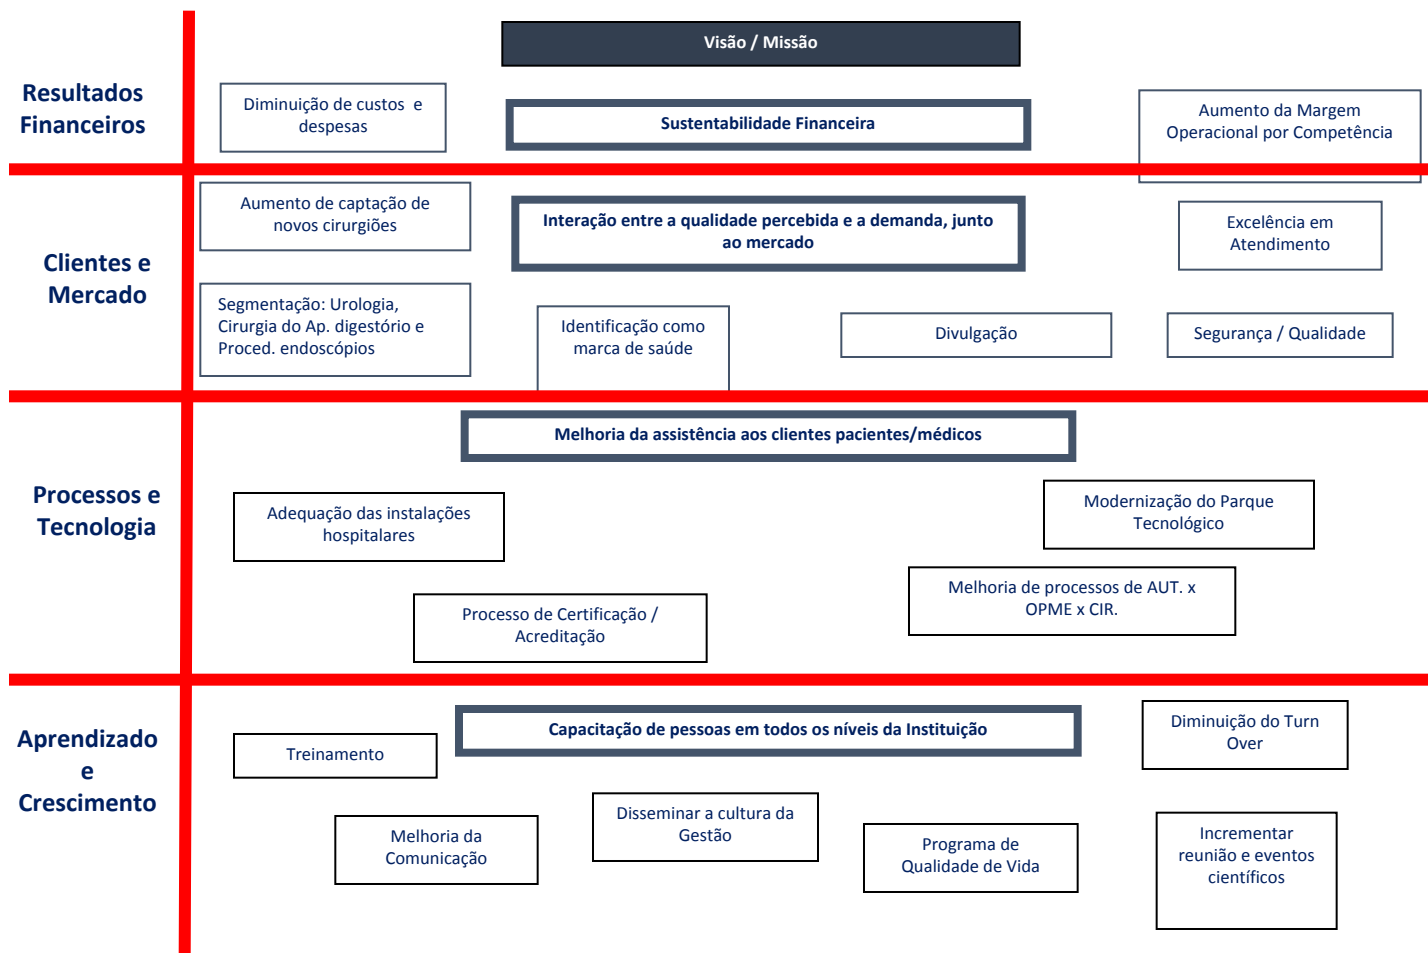 Visão / Missão
Resultados
Financeiros
Diminuição de custos e
despesas
Sustentabilidade Financeira
Aumento da Margem
Operacional por Competência
Clientes e
Mercado
Aumento de captação de
novos cirurgiões
Interação entre a qualidade percebida e a demanda, junto
ao mercado
Excelência em
Atendimento
Segmentação: Urologia,
Cirurgia do Ap. digestório e
Proced. endoscópios
Identificação como
marca de saúde
Divulgação
Segurança / Qualidade
Processos e
Tecnologia
Melhoria da assistência aos clientes pacientes/médicos
Adequação das instalações
hospitalares
Modernização do Parque
Tecnológico
Processo de Certificação /
Acreditação
Melhoria de processos de AUT. x
OPME x CIR.
Aprendizado
e
Crescimento
Treinamento
Capacitação de pessoas em todos os níveis da Instituição
Diminuição do Turn
Over
Melhoria da
Comunicação
Disseminar a cultura da
Gestão
Programa de
Qualidade de Vida
Incrementar
reunião e eventos
científicos